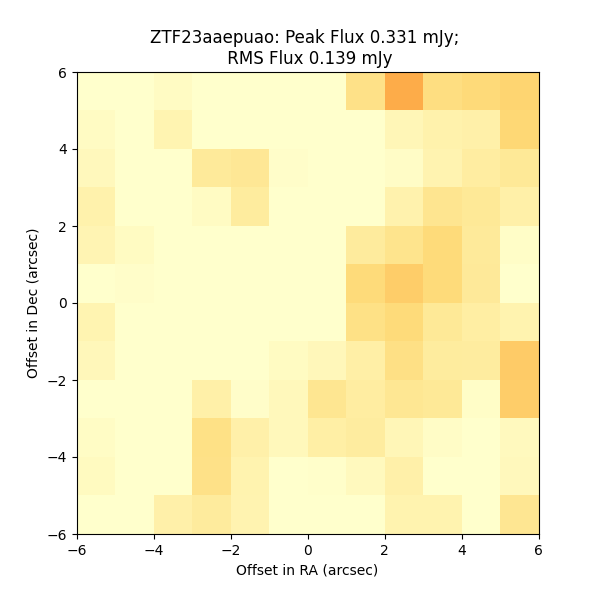 ZTF23aaepuao: Peak Flux 0.331 mJy;
RMS Flux 0.139 mJy
6
4
2
0
−2
−4
−6
Offset in Dec (arcsec)
−6 −4 −2 0 2 4 6
Offset in RA (arcsec)